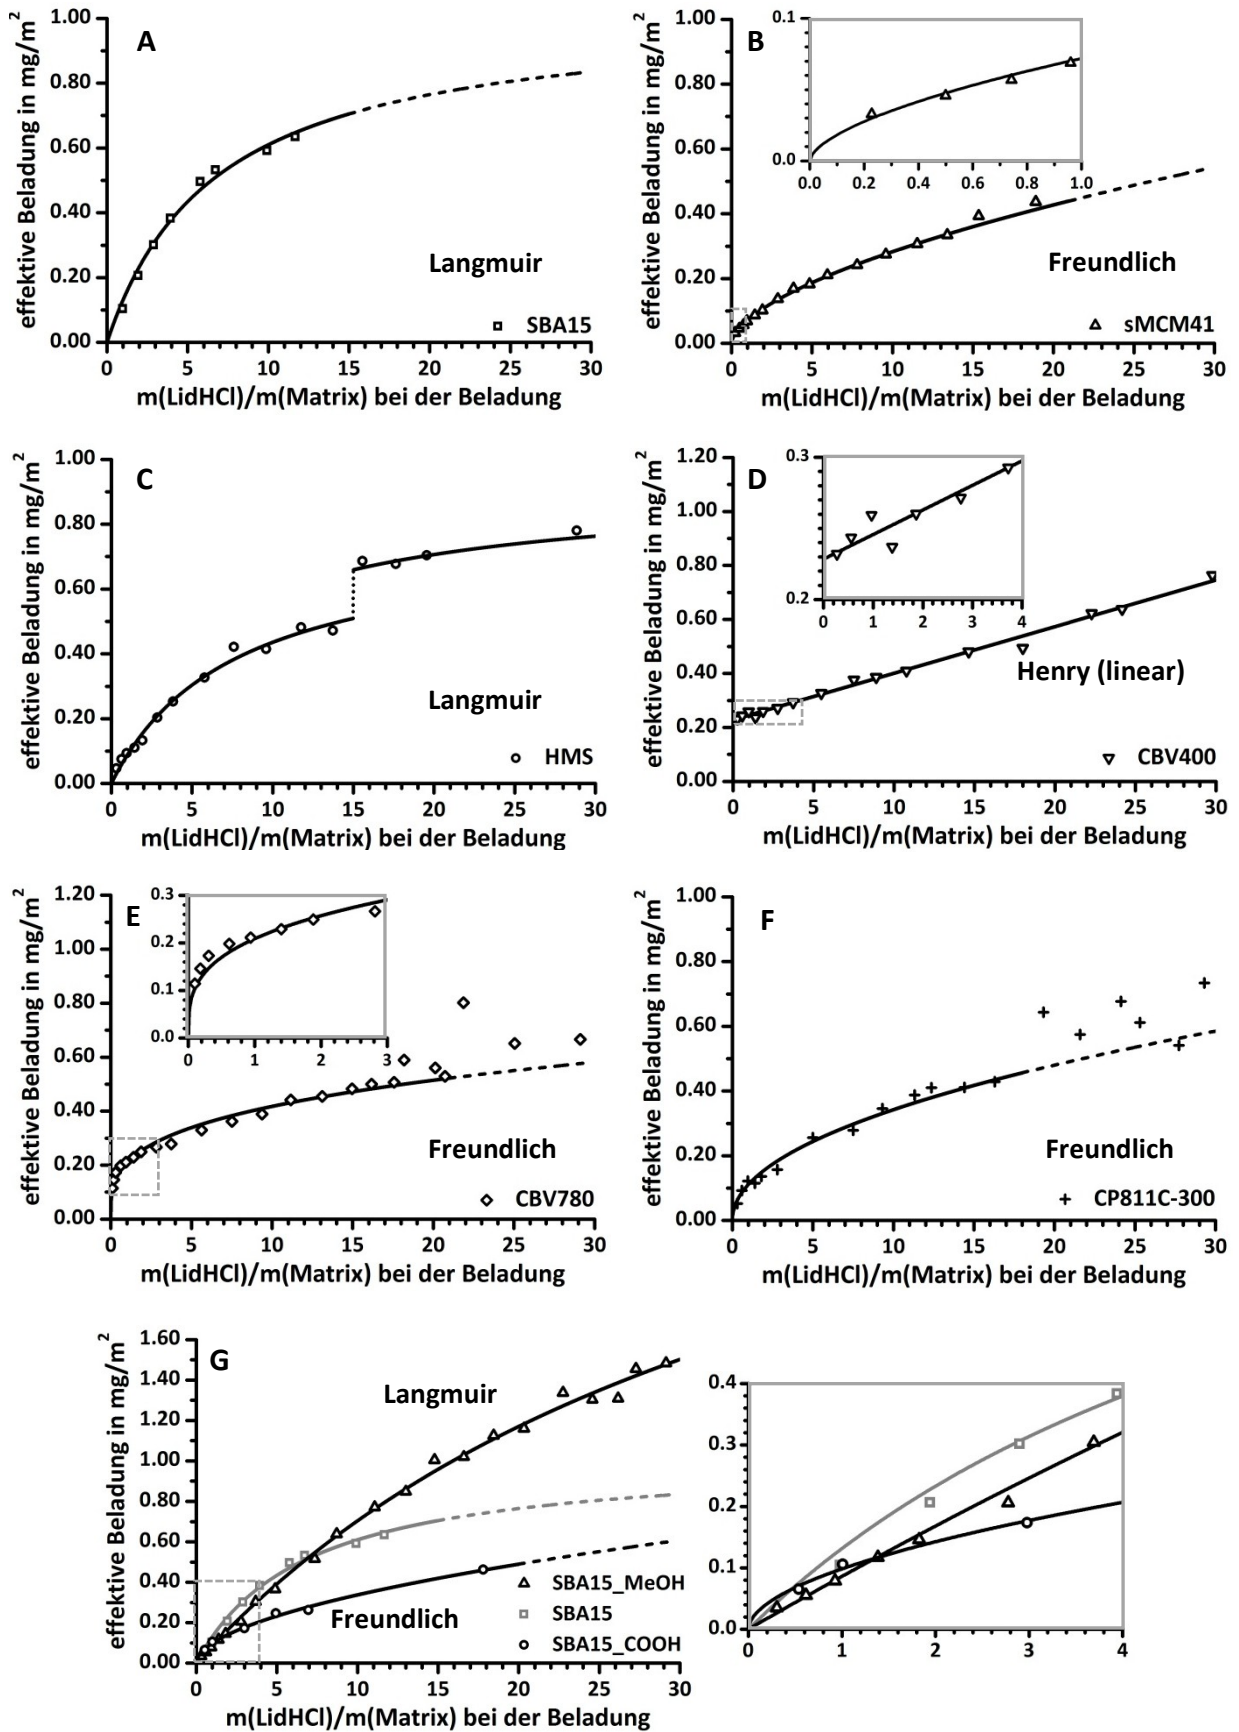 A
effektive Beladung in mg/m²
1.00
0.80
0.60
0.40
0.20
0.00
Langmuir
SBA15
0 5 10 15 20 25 30
m(LidHCl)/m(Matrix) bei der Beladung
B
effektive Beladung in mg/m²
1.00
0.80
0.60
0.40
0.20
0.00
0.1
0.0
0.0 0.2 0.4 0.6 0.8 1.0
Freundlich
sMCM41
0 5 10 15 20 25 30
m(LidHCl)/m(Matrix) bei der Beladung
C
effektive Beladung in mg/m²
1.00
0.80
0.60
0.40
0.20
0.00
Langmuir
HMS
0 5 10 15 20 25 30
m(LidHCl)/m(Matrix) bei der Beladung
D
effektive Beladung in mg/m²
1.20
1.00
0.80
0.60
0.40
0.20
0.00
0.3
0.2
0 1 2 3 4
Henry (linear)
CBV400
0 5 10 15 20 25 30
m(LidHCl)/m(Matrix) bei der Beladung
E
effektive Beladung in mg/m²
1.20
1.00
0.80
0.60
0.40
0.20
0.00
0.3
0.2
0.1
0.0
0 1 2 3
Freundlich
CBV780
0 5 10 15 20 25 30
m(LidHCl)/m(Matrix) bei der Beladung
F
effektive Beladung in mg/m²
1.00
0.80
0.60
0.40
0.20
0.00
Freundlich
CP811C-300
0 5 10 15 20 25 30
m(LidHCl)/m(Matrix) bei der Beladung
G
effektive Beladung in mg/m²
1.60
1.40
1.20
1.00
0.80
0.60
0.40
0.20
0.00
Langmuir
Freundlich
SBA15_MeOH
SBA15
SBA15_COOH
0 5 10 15 20 25 30
m(LidHCl)/m(Matrix) bei der Beladung
0.4
0.3
0.2
0.1
0.0
0 1 2 3 4